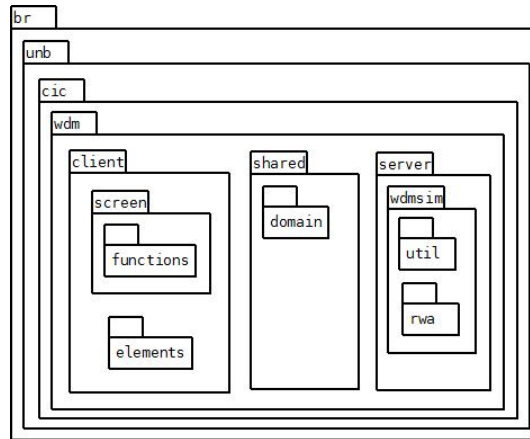 br
unb
cic
wdm
client
shared
server
screen
wdmsim
domain
functions
util
rwa
elements